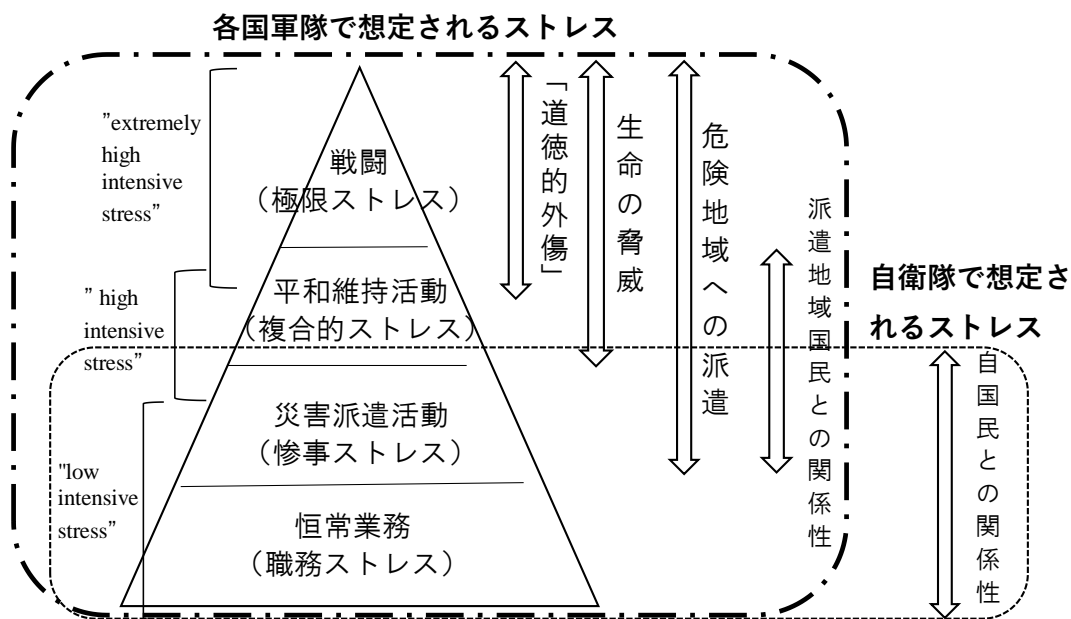 各国軍隊で想定されるストレス
”extremely
high
intensive
stress”
” high
intensive
stress”
"low
intensive
stress”
戦闘
（極限ストレス）
平和維持活動
（複合的ストレス）
災害派遣活動
（惨事ストレス）
恒常業務
（職務ストレス）
「道徳的外傷」
生命の脅威
危険地域への派遣
派遣地域国民との関係性
自衛隊で想定さ
れるストレス
自国民との関係性